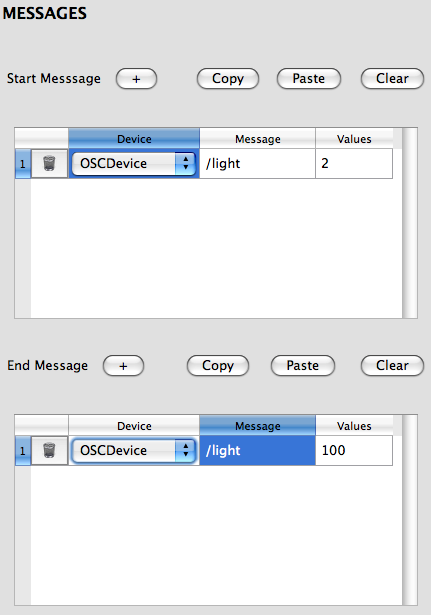 MESSAGES
Start Messsage + Copy Paste Clear
Device Message Values
1 OSCDevice /light 2
End Message + Copy Paste Clear
Device Message Values
1 OSCDevice /light 100